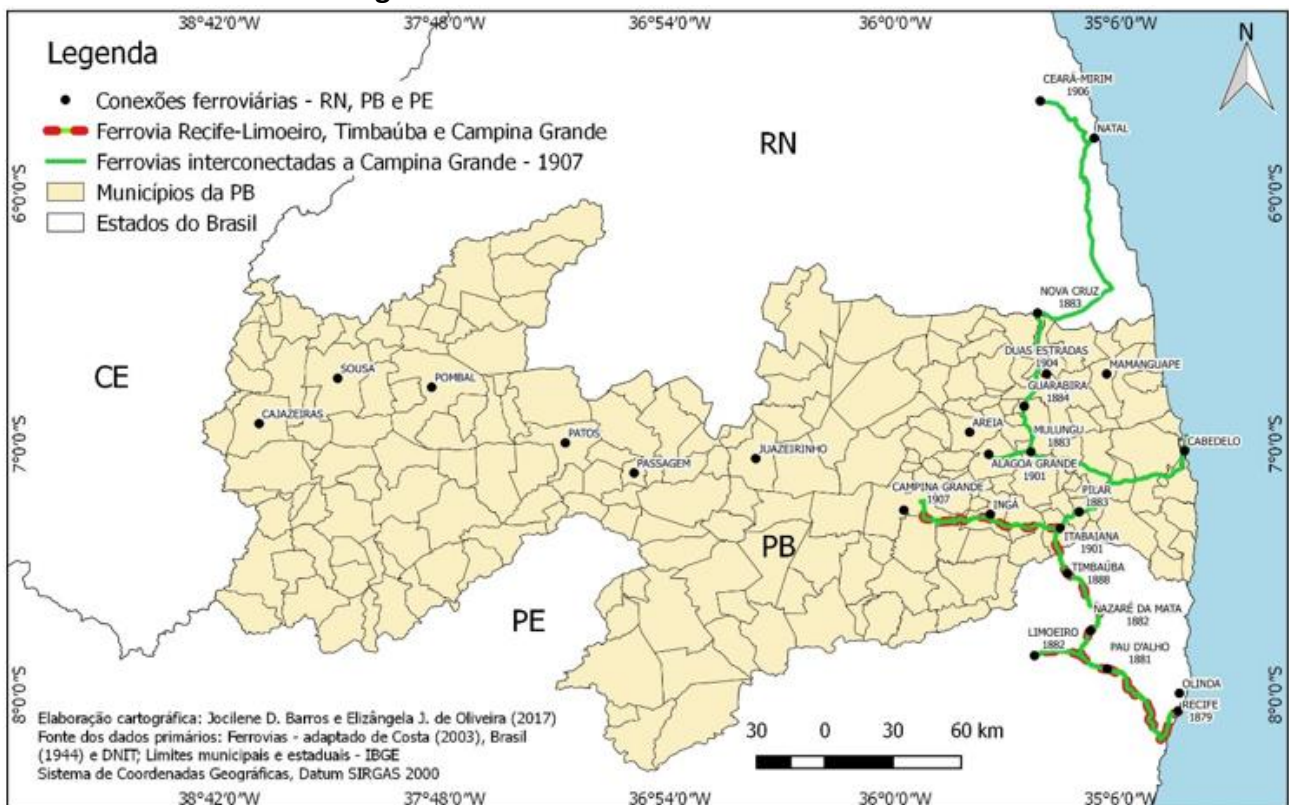 38°42'0"W 37°48'0"W 36°54'0"W 36°0'0"W 35°6'0"W
Legenda
Conexões ferroviárias - RN, PB e PE
Ferrovia Recife-Limoeiro, Timbaúba e Campina Grande
Ferrovias interconectadas a Campina Grande - 1907
Municípios da PB
Estados do Brasil
N
CEARÁ-MIRIM
1906
NATAL
RN
6°0'0"S
6°0'0"S
NOVA CRUZ
1883
DUAS ESTRADAS
1904
MAMANGUAPE
GUARABIRA
1884
CE
SOUSA
POMBAL
CAJAZEIRAS
AREIA
MULUNGU
1883
CABEDELO
PATOS
JUAZEIRINHO
PASSAGEM
ALAGOA GRANDE
1901
7°0'0"S
7°0'0"S
CAMPINA GRANDE
1907
INGÁ
PILAR
1883
ITABAIANA
1901
PB
TIMBAÚBA
1888
PE
NAZARÉ DA MATA
1882
LIMOEIRO
1882
PAU D'ALHO
1881
OLINDA
RECIFE
1879
8°0'0"S
8°0'0"S
Elaboração cartográfica: Jocilene D. Barros e Elizângela J. de Oliveira (2017)
Fonte dos dados primários: Ferrovias - adaptado de Costa (2003), Brasil
(1944) e DNIT; Limites municipais e estaduais - IBGE
Sistema de Coordenadas Geográficas, Datum SIRGAS 2000
30 0 30 60 km
38°42'0"W 37°48'0"W 36°54'0"W 36°0'0"W 35°6'0"W